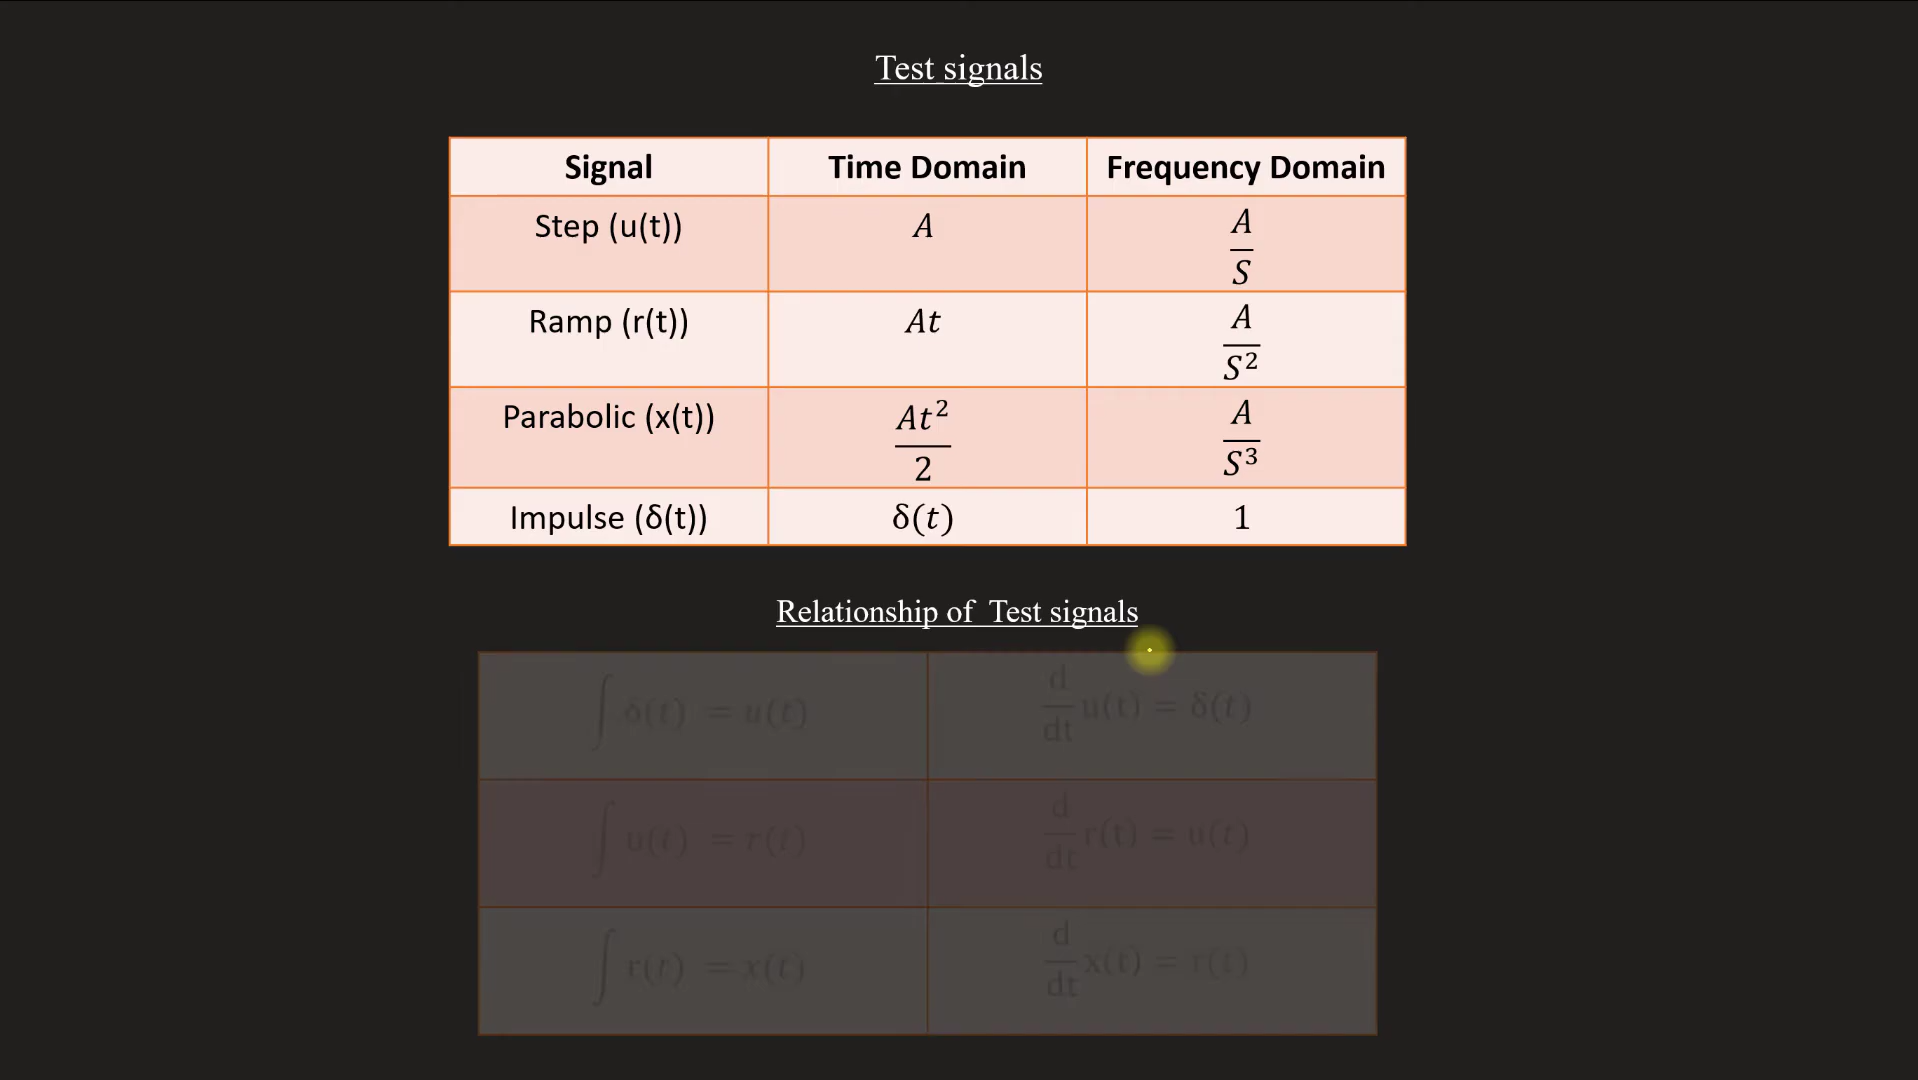 Test signals
Signal Time Domain Frequency Domain
Step (u(t)) A A/S
Ramp (r(t)) At A/S²
Parabolic (x(t)) At²/2 A/S³
Impulse (δ(t)) δ(t) 1
Relationship of Test signals
∫ δ(t) = u(t) d/dt u(t) = δ(t)
∫ u(t) = r(t) d/dt r(t) = u(t)
∫ r(t) = x(t) d/dt x(t) = r(t)